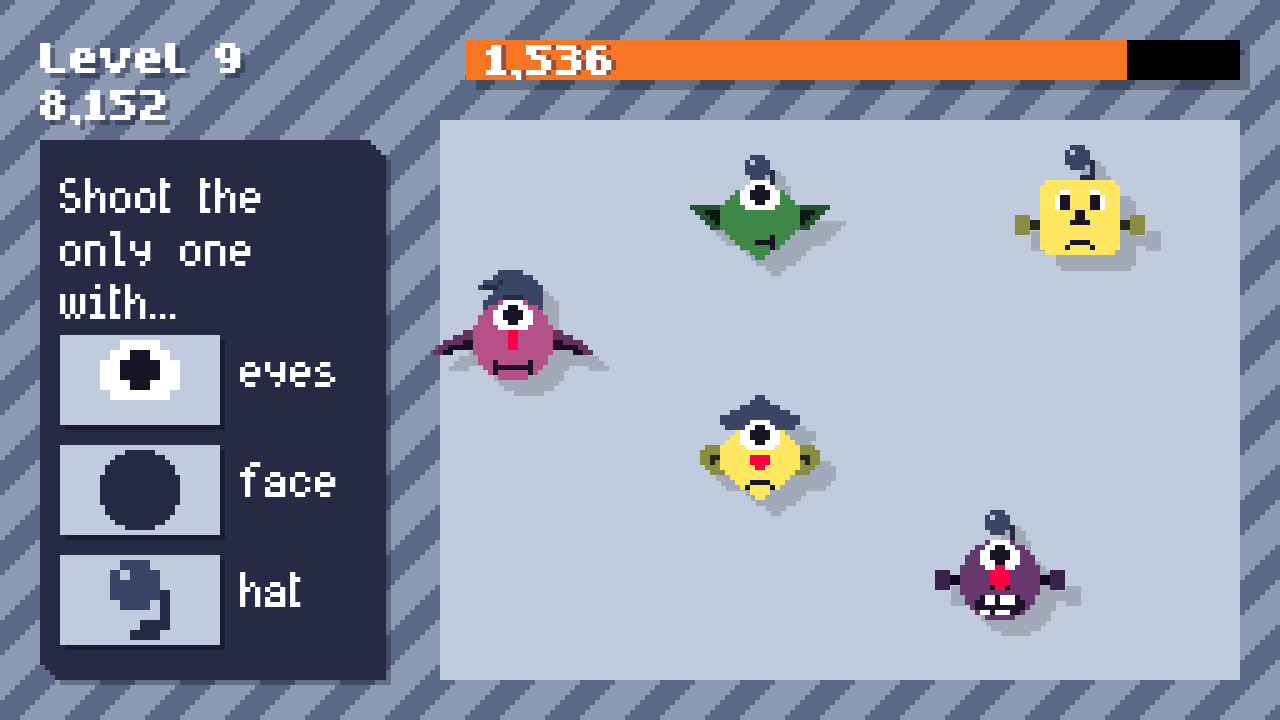 Level 9
8,152
1,536
Shoot the
only one
with...
eyes
face
hat